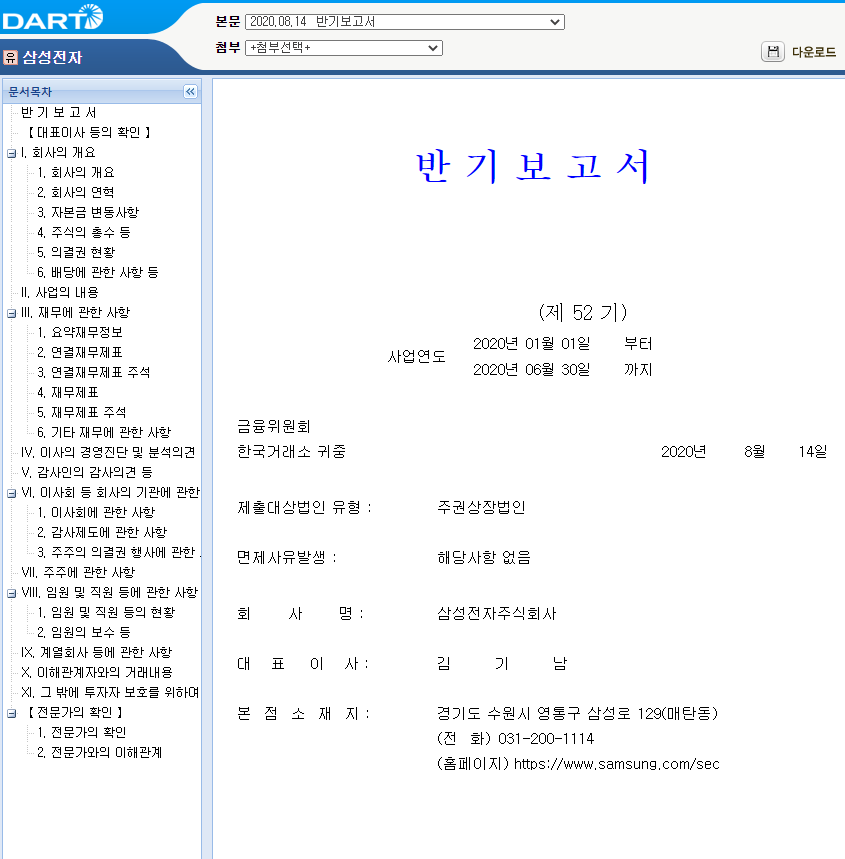 DART
본문 2020.08.14 반기보고서
첨부 +첨부선택+
유 삼성전자
다운로드
문서목차
반 기 보 고 서
【 대표이사 등의 확인 】
I. 회사의 개요
1. 회사의 개요
2. 회사의 연혁
3. 자본금 변동사항
4. 주식의 총수 등
5. 의결권 현황
6. 배당에 관한 사항 등
II. 사업의 내용
III. 재무에 관한 사항
1. 요약재무정보
2. 연결재무제표
3. 연결재무제표 주석
4. 재무제표
5. 재무제표 주석
6. 기타 재무에 관한 사항
IV. 이사의 경영진단 및 분석의견
V. 감사인의 감사의견 등
VI. 이사회 등 회사의 기관에 관한
1. 이사회에 관한 사항
2. 감사제도에 관한 사항
3. 주주의 의결권 행사에 관한 .
VII. 주주에 관한 사항
VIII. 임원 및 직원 등에 관한 사항
1. 임원 및 직원 등의 현황
2. 임원의 보수 등
IX. 계열회사 등에 관한 사항
X. 이해관계자와의 거래내용
XI. 그 밖에 투자자 보호를 위하여
【 전문가의 확인 】
1. 전문가의 확인
2. 전문가와의 이해관계
반 기 보 고 서
(제 52 기)
사업연도
2020년 01월 01일 부터
2020년 06월 30일 까지
금융위원회
한국거래소 귀중 2020년 8월 14일
제출대상법인 유형 : 주권상장법인
면제사유발생 : 해당사항 없음
회 사 명 : 삼성전자주식회사
대 표 이 사 : 김 기 남
본 점 소 재 지 : 경기도 수원시 영통구 삼성로 129(매탄동)
(전 화) 031-200-1114
(홈페이지) https://www.samsung.com/sec